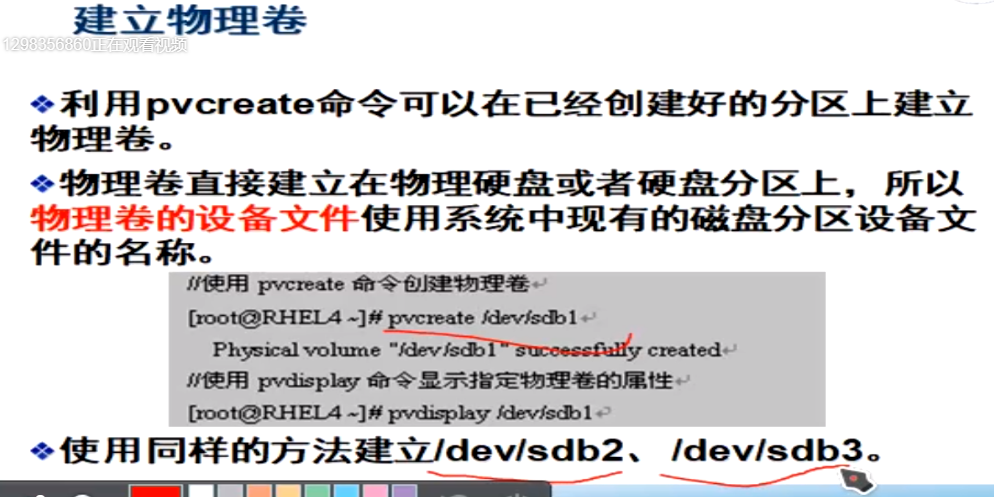 建立物理卷
1298356860正在观看视频
❖利用pvcreate命令可以在已经创建好的分区上建立
物理卷。
❖物理卷直接建立在物理硬盘或者硬盘分区上，所以
物理卷的设备文件使用系统中现有的磁盘分区设备文
件的名称。
//使用 pvcreate 命令创建物理卷↵
[root@RHEL4 ~]# pvcreate /dev/sdb1↵
Physical volume "/dev/sdb1" successfully created↵
//使用 pvdisplay 命令显示指定物理卷的属性↵
[root@RHEL4 ~]# pvdisplay /dev/sdb1↵
❖使用同样的方法建立/dev/sdb2、/dev/sdb3。